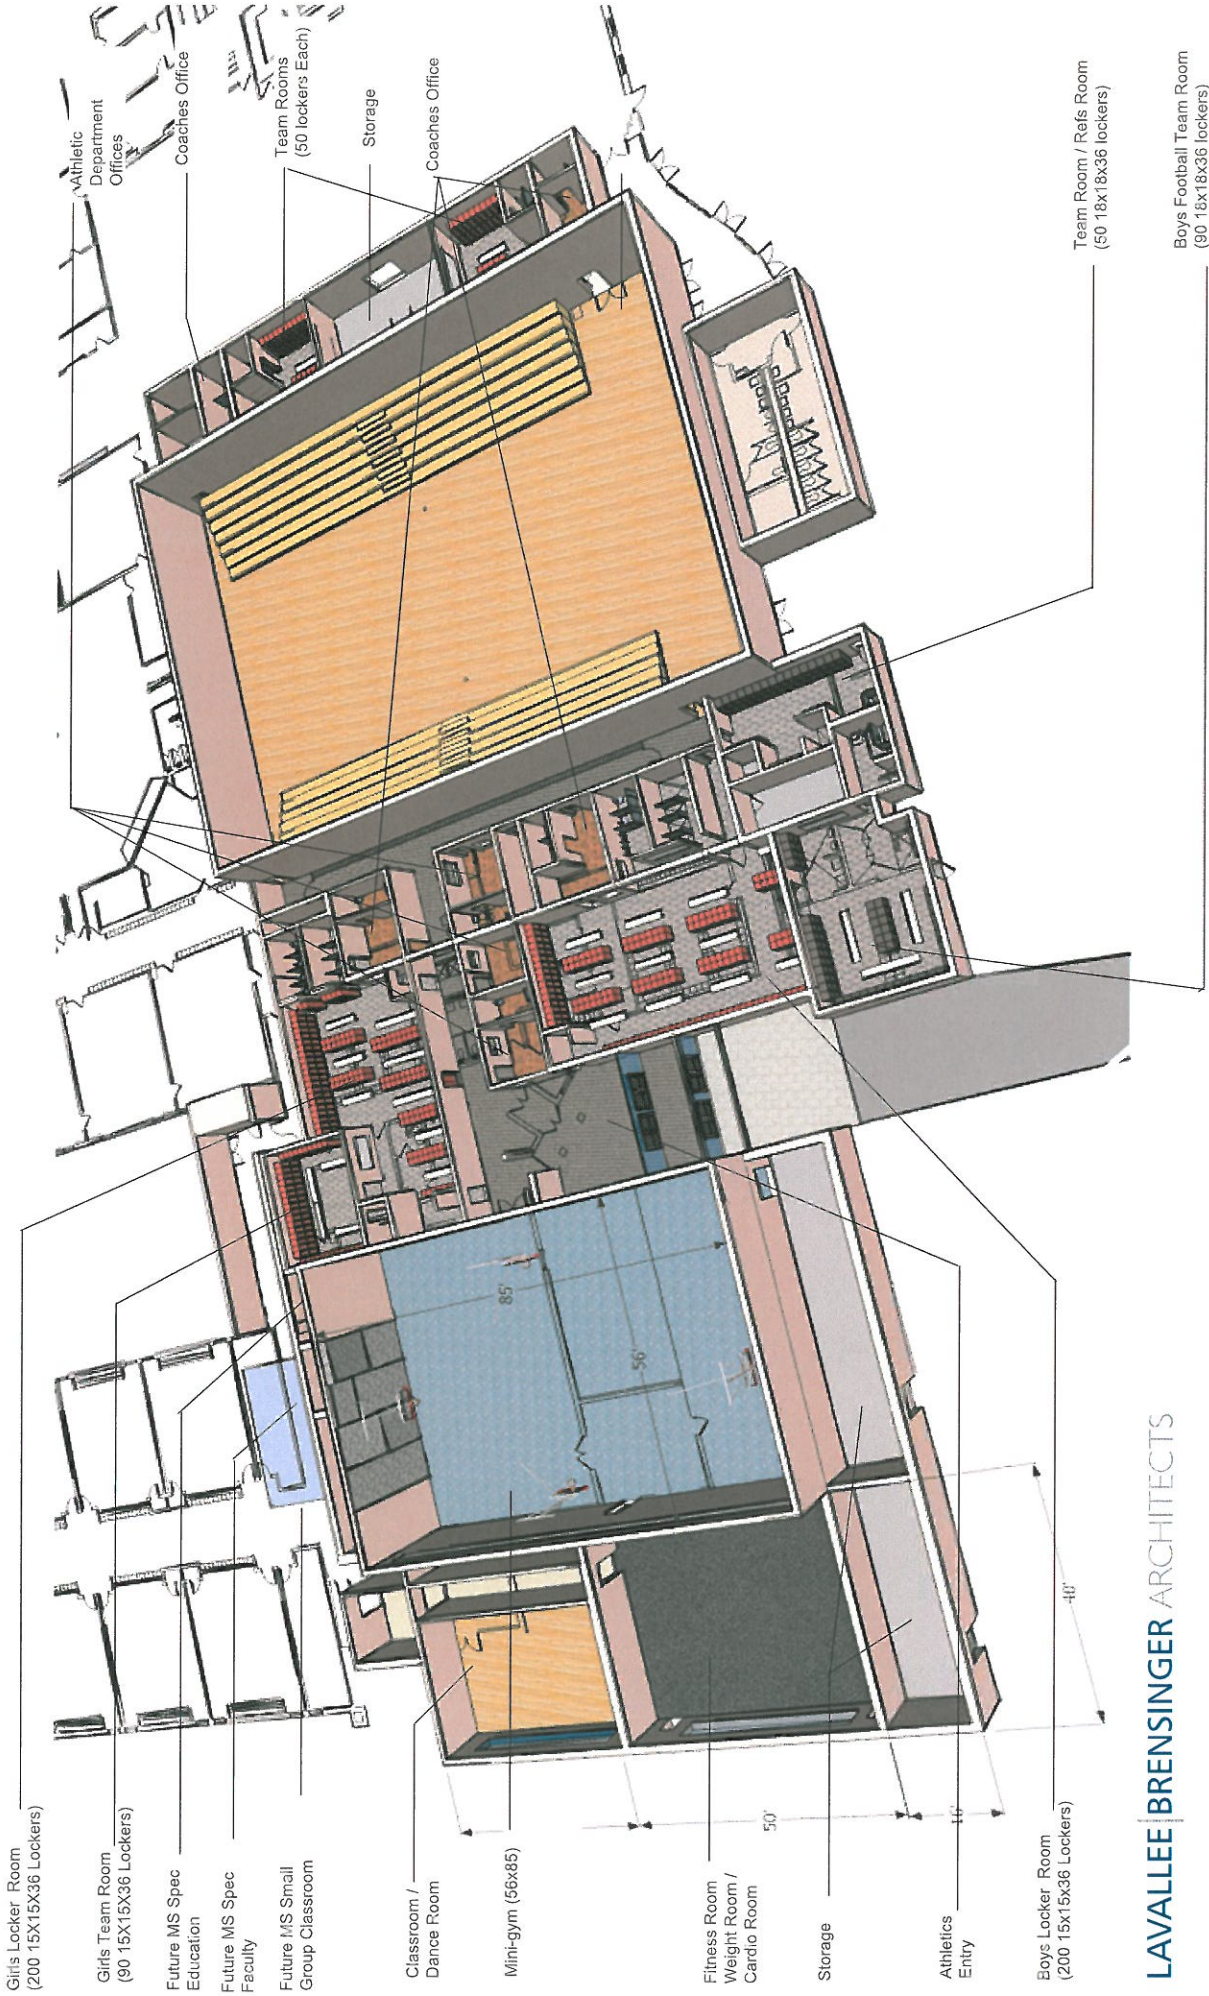 Girls Locker Room
(200 15X15X36 Lockers)
Girls Team Room
(90 15X15X36 Lockers)
Future MS Spec
Education
Future MS Spec
Faculty
Future MS Small
Group Classroom
Classroom /
Dance Room
Mini-gym (56x85)
Fitness Room
Weight Room /
Cardio Room
Storage
Athletics
Entry
Boys Locker Room
(200 15x15x36 Lockers)
Athletic
Department
Offices
Coaches Office
Team Rooms
(50 lockers Each)
Storage
Coaches Office
Team Room / Refs Room
(50 18x18x36 lockers)
Boys Football Team Room
(90 18x18x36 lockers)
85'
56'
50'
16'
40'
LAVALLEE | BRENSINGER ARCHITECTS